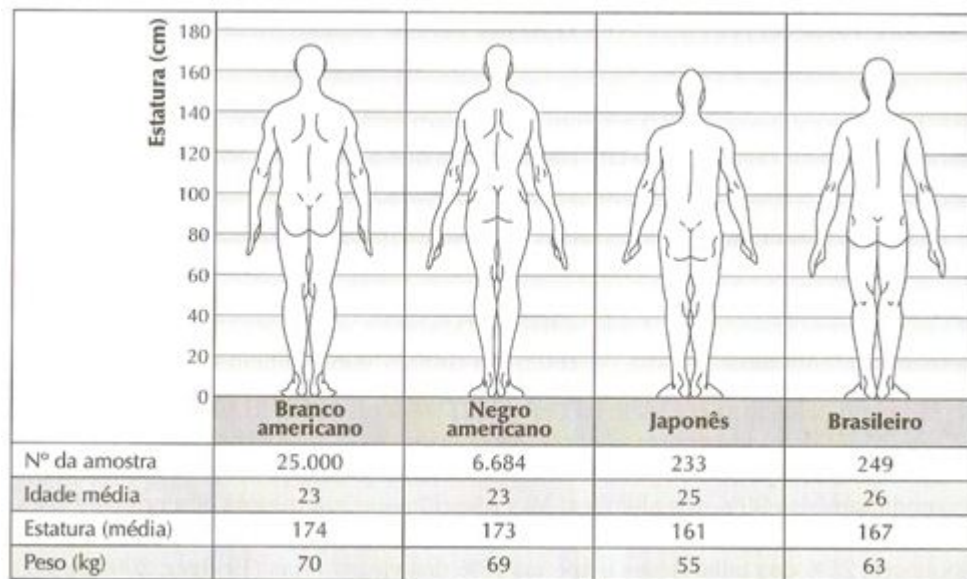 Estatura (cm)
180
160
140
120
100
80
60
40
20
0
Branco americano
Negro americano
Japonês
Brasileiro
Nº da amostra 25.000 6.684 233 249
Idade média 23 23 25 26
Estatura (média) 174 173 161 167
Peso (kg) 70 69 55 63